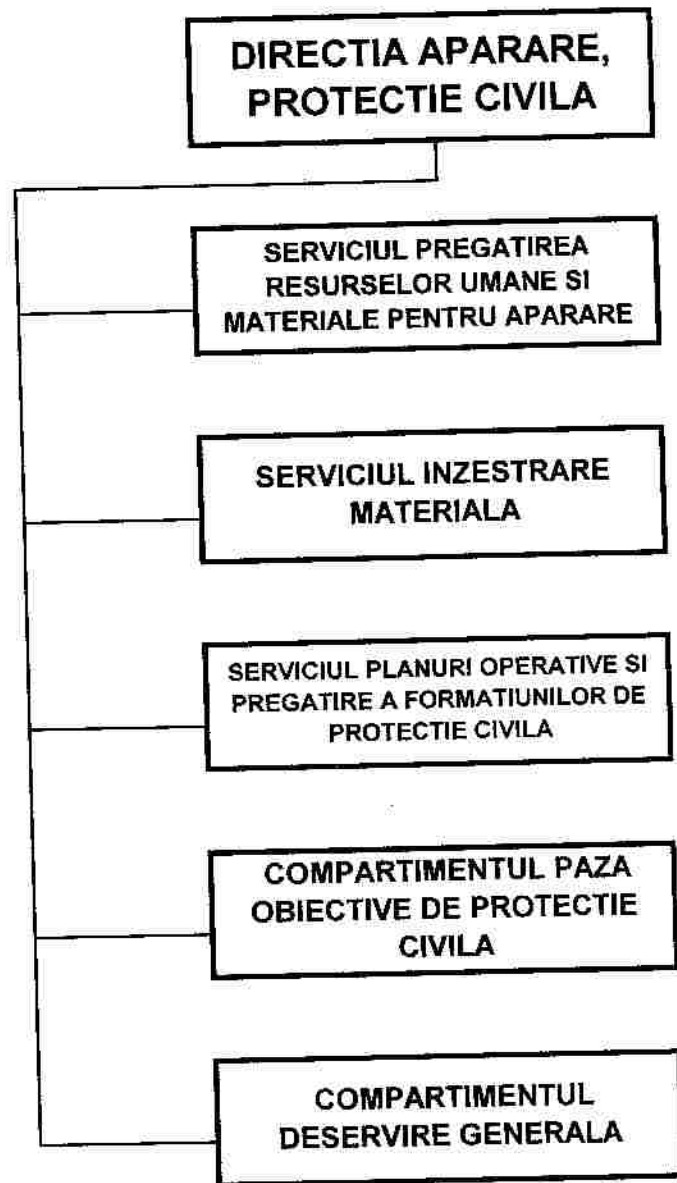 DIRECTIA APARARE,
PROTECTIE CIVILA
SERVICIUL PREGATIREA
RESURSELOR UMANE SI
MATERIALE PENTRU APARARE
SERVICIUL INZESTRARE
MATERIALA
SERVICIUL PLANURI OPERATIVE SI
PREGATIRE A FORMATIUNILOR DE
PROTECTIE CIVILA
COMPARTIMENTUL PAZA
OBIECTIVE DE PROTECTIE
CIVILA
COMPARTIMENTUL
DESERVIRE GENERALA